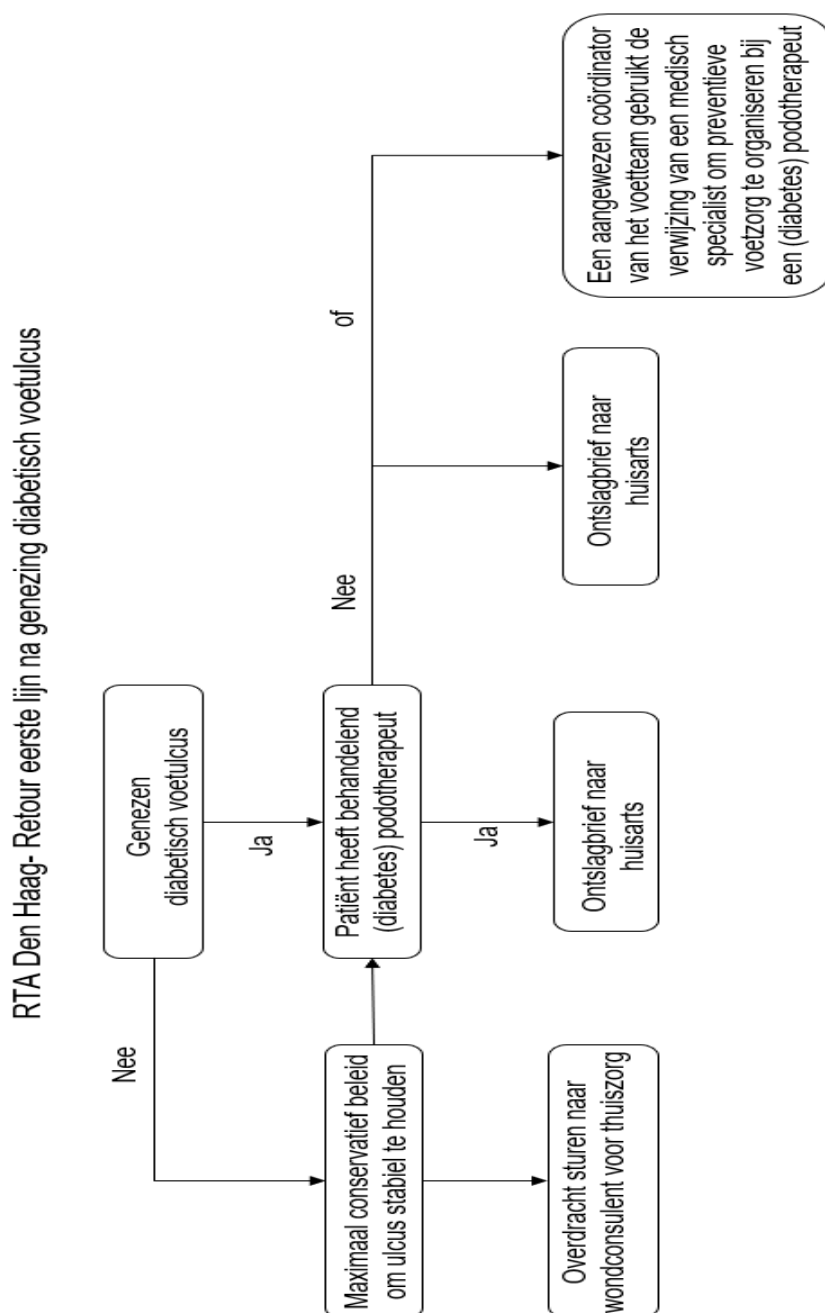 RTA Den Haag- Retour eerste lijn na genezing diabetisch voetulcus
Genezen
diabetisch voetulcus
Nee
Ja
Maximaal conservatief beleid
om ulcus stabiel te houden
Patiënt heeft behandelend
(diabetes) podotherapeut
Nee
of
Ja
Overdracht sturen naar
wondconsulent voor thuiszorg
Ontslagbrief naar
huisarts
Ontslagbrief naar
huisarts
Een aangewezen coördinator
van het voetteam gebruikt de
verwijzing van een medisch
specialist om preventieve
voetzorg te organiseren bij
een (diabetes) podotherapeut